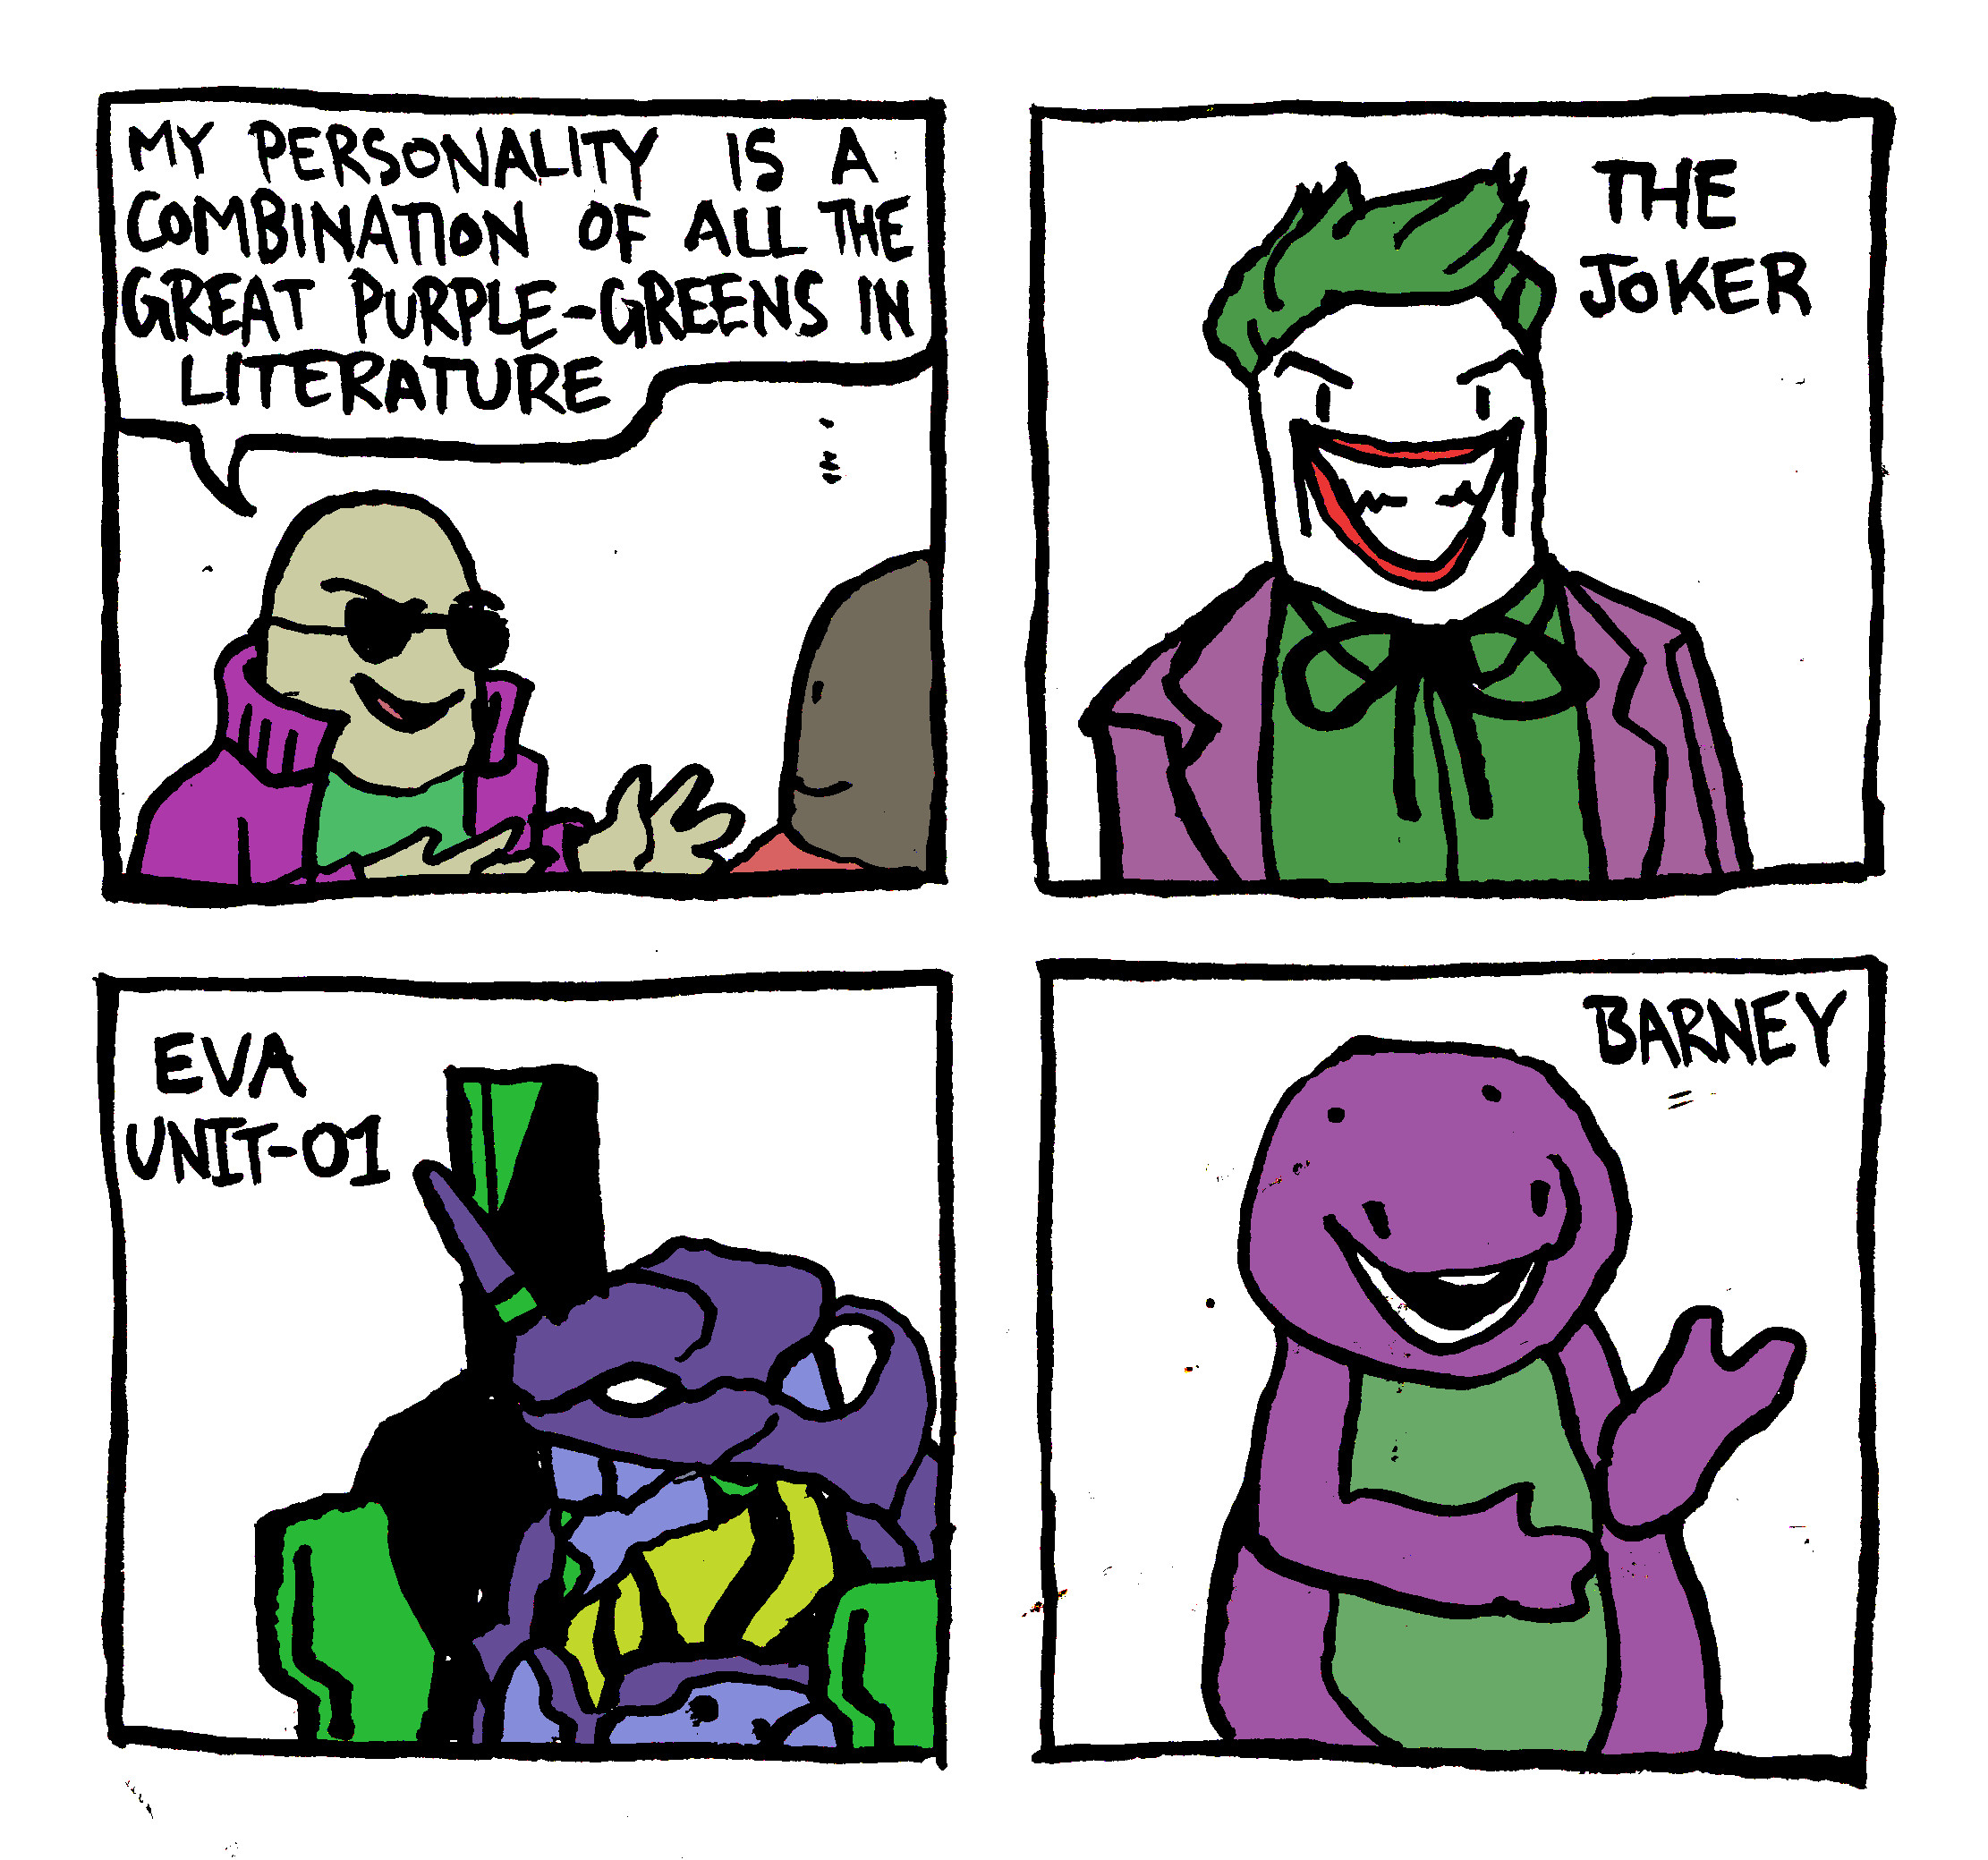 MY PERSONALITY IS A
COMBINATION OF ALL THE
GREAT PURPLE-GREENS IN
LITERATURE
THE
JOKER
EVA
UNIT-01
BARNEY